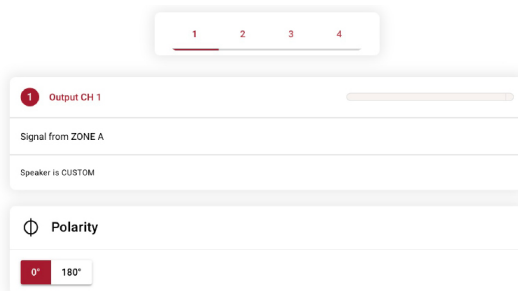 1 2 3 4
1 Output CH 1
Signal from ZONE A
Speaker is CUSTOM
Polarity
0° 180°